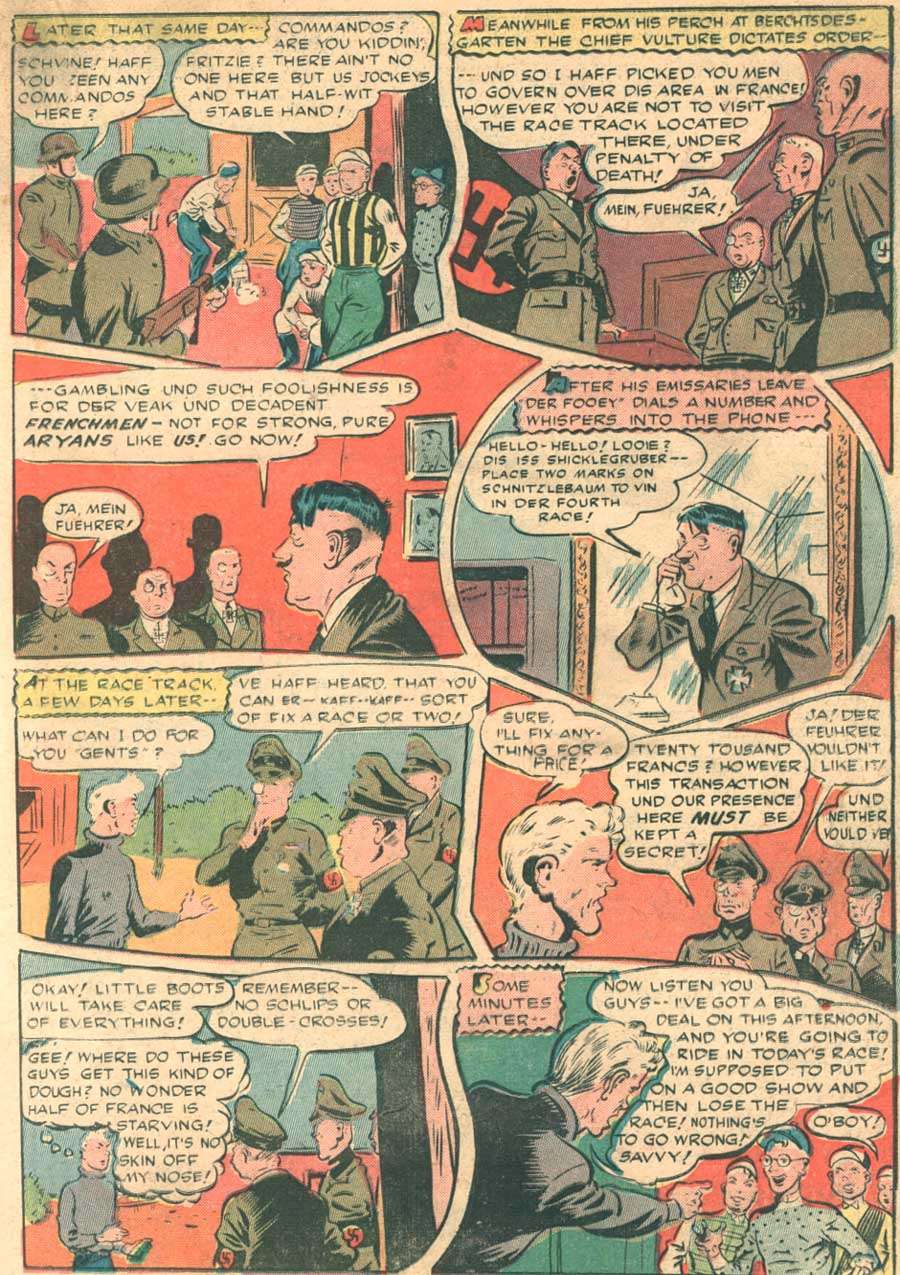 LATER THAT SAME DAY---
SCHVINE! HAFF
YOU ZEEN ANY
COMMANDOS
HERE?
COMMANDOS?
ARE YOU KIDDIN',
FRITZIE? THERE AIN'T NO
ONE HERE BUT US JOCKEYS
AND THAT HALF-WIT
STABLE HAND!
MEANWHILE FROM HIS PERCH AT BERCHTSDES-
GARTEN THE CHIEF VULTURE DICTATES ORDER--
--- UND SO I HAFF PICKED YOU MEN
TO GOVERN OVER DIS AREA IN FRANCE!
HOWEVER YOU ARE NOT TO VISIT
THE RACE TRACK LOCATED
THERE, UNDER
PENALTY OF
DEATH!
JA,
MEIN, FUEHRER!
---GAMBLING UND SUCH FOOLISHNESS IS
FOR DER VEAK UND DECADENT
FRENCHMEN - NOT FOR STRONG, PURE
ARYANS LIKE US! GO NOW!
JA, MEIN
FUEHRER!
AFTER HIS EMISSARIES LEAVE
"DER FOOEY" DIALS A NUMBER AND
WHISPERS INTO THE PHONE---
HELLO-HELLO! LOOIE?
DIS ISS SHICKLEGRUBER--
PLACE TWO MARKS ON
SCHNITZLEBAUM TO VIN
IN DER FOURTH
RACE!
AT THE RACE TRACK,
A FEW DAYS LATER--
WHAT CAN I DO FOR
YOU "GENTS"?
VE HAFF HEARD, THAT YOU
CAN ER-- KAFF--KAFF-- SORT
OF FIX A RACE OR TWO!
SURE,
I'LL FIX ANY-
THING FOR A
PRICE!
TVENTY TOUSAND
FRANCS? HOWEVER
THIS TRANSACTION
UND OUR PRESENCE
HERE MUST BE
KEPT A
SECRET!
JA! DER
FEUHRER
VOULDN'T
LIKE IT!
UND
NEITHER
VOULD VE!
OKAY! LITTLE BOOTS
WILL TAKE CARE
OF EVERYTHING!
REMEMBER--
NO SCHLIPS OR
DOUBLE-CROSSES!
GEE! WHERE DO THESE
GUYS GET THIS KIND OF
DOUGH? NO WONDER
HALF OF FRANCE IS
STARVING!
WELL, IT'S NO
SKIN OFF
MY NOSE!
SOME
MINUTES
LATER--
NOW LISTEN YOU
GUYS-- I'VE GOT A BIG
DEAL ON THIS AFTERNOON,
AND YOU'RE GOING TO
RIDE IN TODAY'S RACE!
I'M SUPPOSED TO PUT
ON A GOOD SHOW AND
THEN LOSE THE
RACE! NOTHING'S
TO GO WRONG!
SAVVY!
O'BOY!